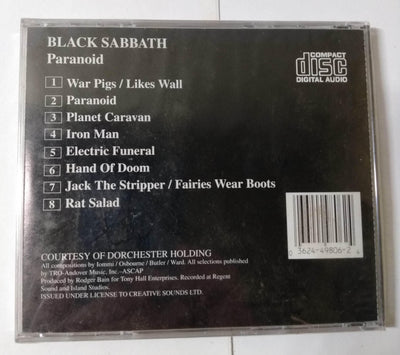 BLACK SABBATH
Paranoid
COMPACT
disc
DIGITAL AUDIO
1 War Pigs / Likes Wall
2 Paranoid
3 Planet Caravan
4 Iron Man
5 Electric Funeral
6 Hand Of Doom
7 Jack The Stripper / Fairies Wear Boots
8 Rat Salad
0 3624-49806-2 4
COURTESY OF DORCHESTER HOLDING
All compositions by Iommi / Osbourne / Butler / Ward. All selections published
by TRO-Andover Music, Inc.-ASCAP
Produced by Rodger Bain for Tony Hall Enterprises. Recorded at Regent
Sound and Island Studios.
ISSUED UNDER LICENSE TO CREATIVE SOUNDS LTD.